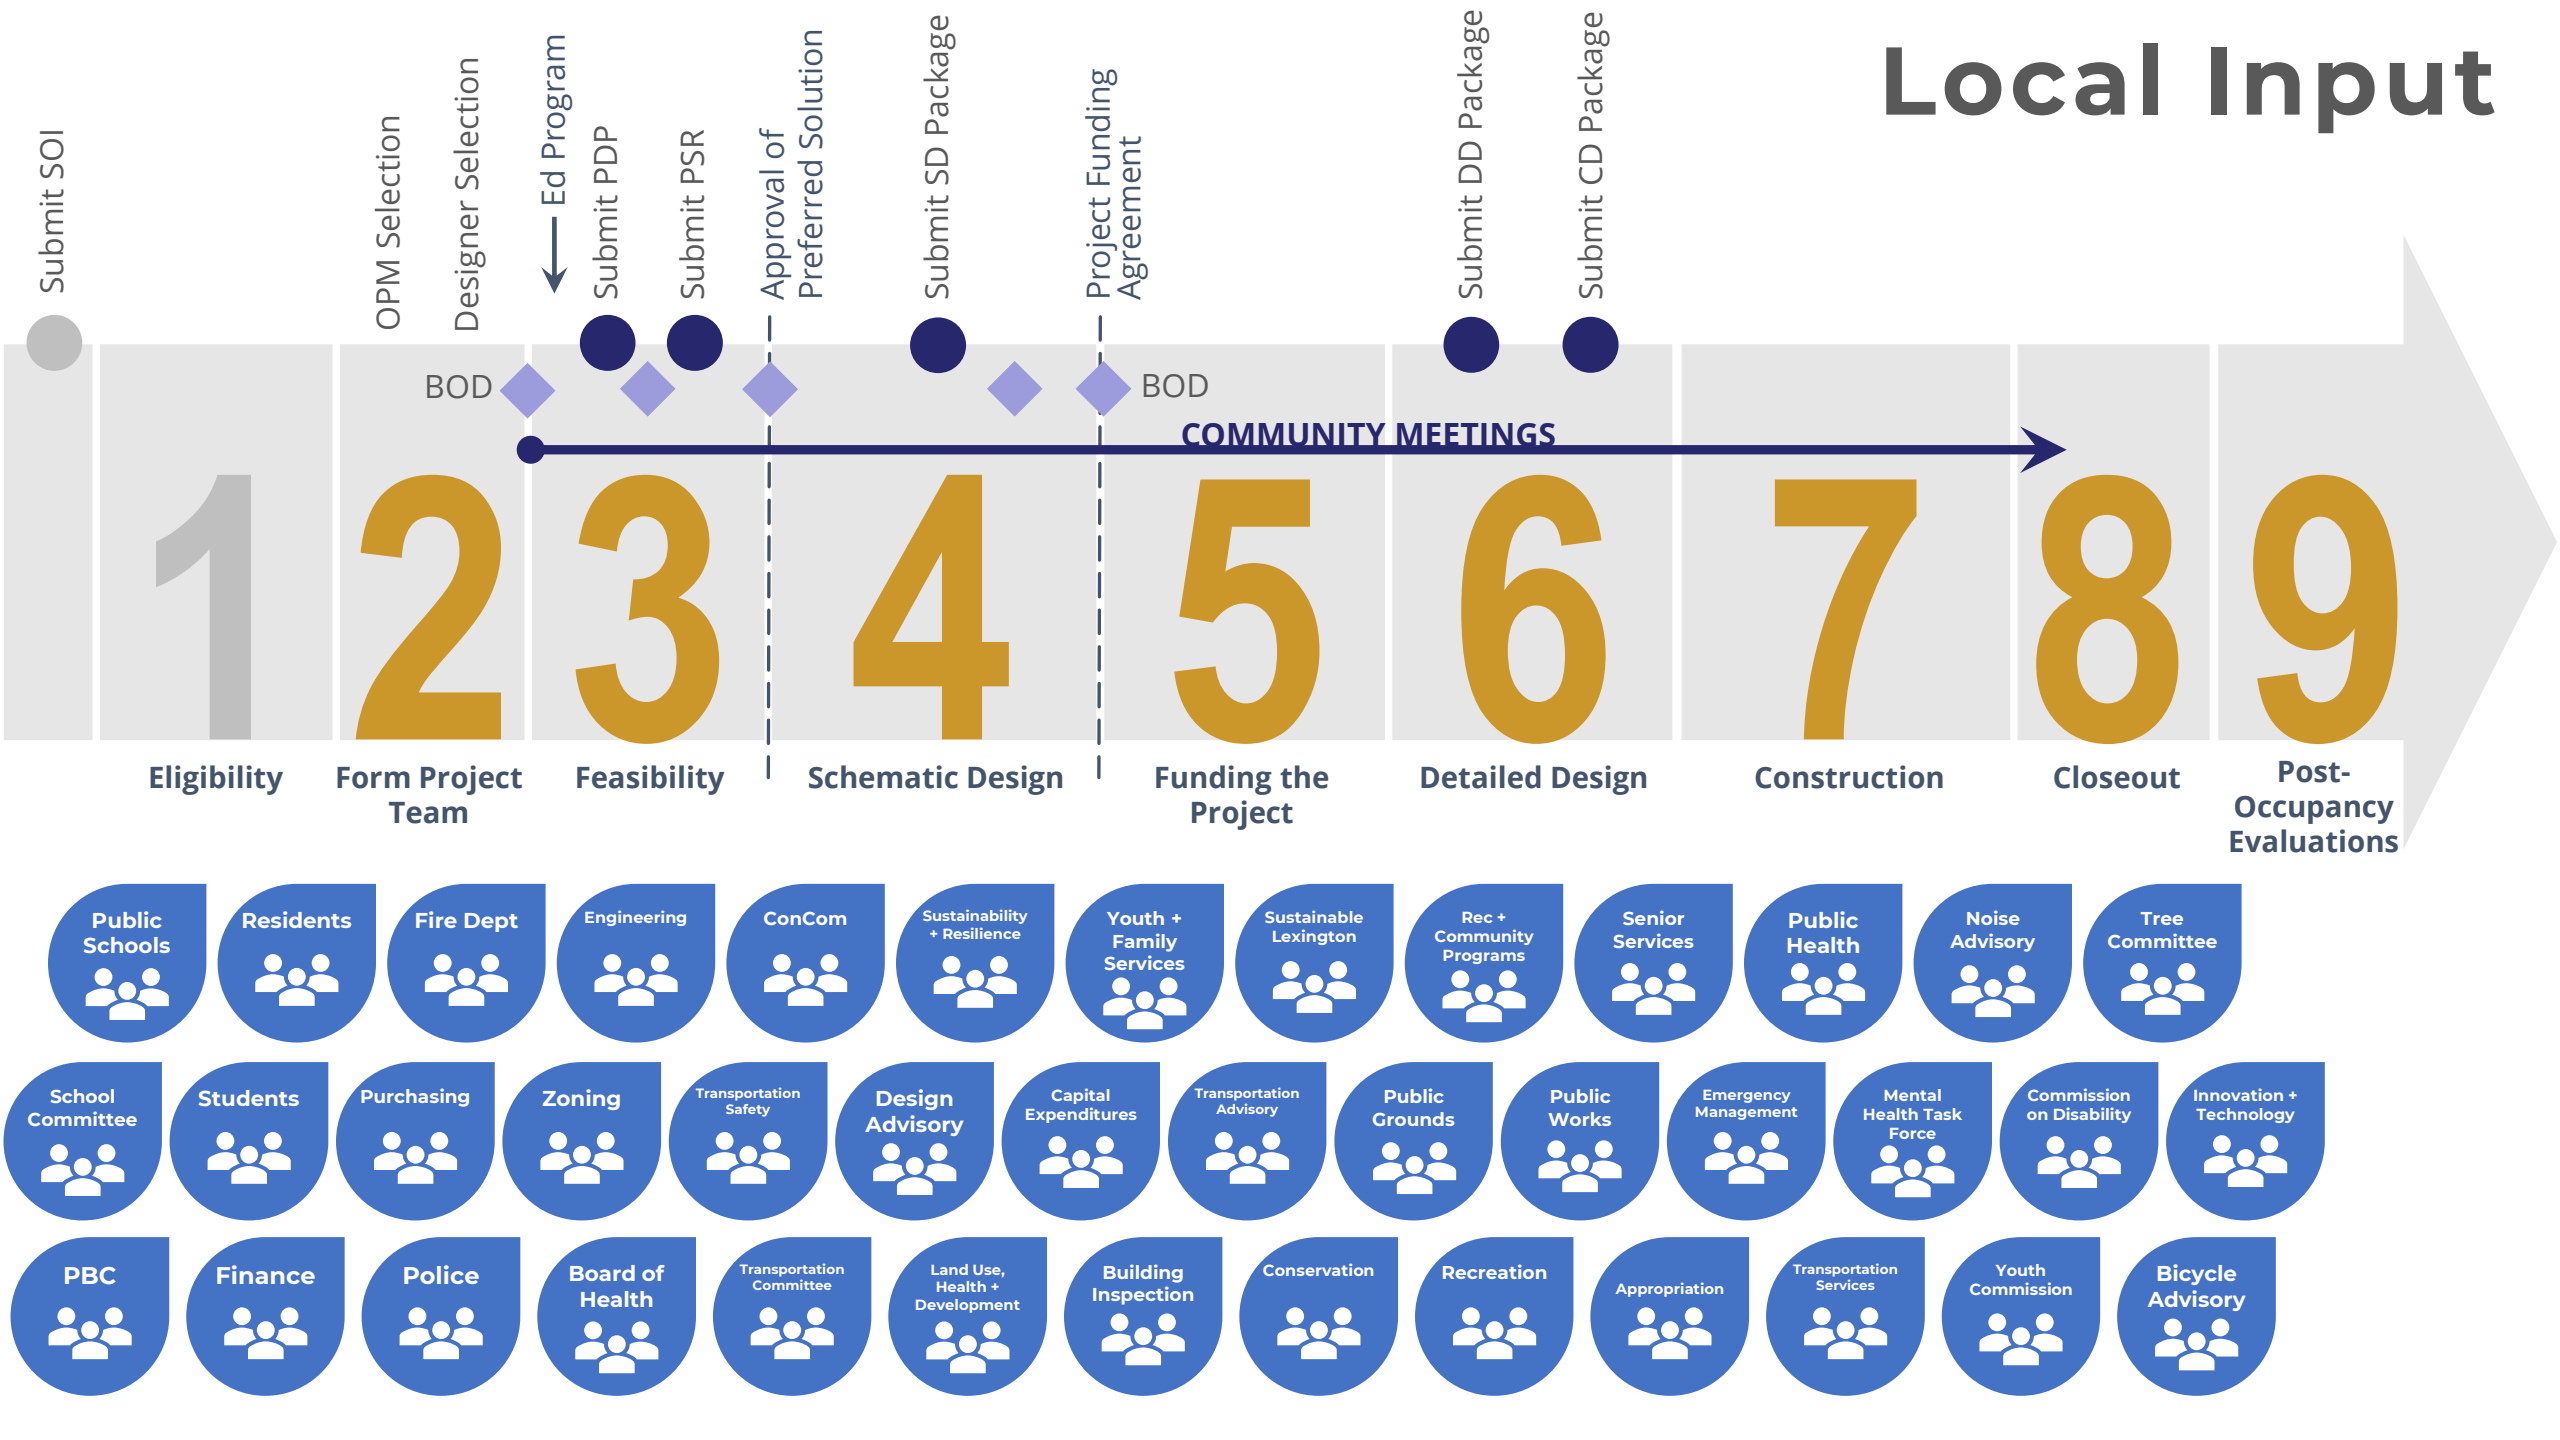 Local Input
Submit SOI
OPM Selection
Designer Selection
Ed Program
Submit PDP
Submit PSR
Approval of
Preferred Solution
Submit SD Package
Project Funding
Agreement
Submit DD Package
Submit CD Package
BOD
BOD
COMMUNITY MEETINGS
1
2
3
4
5
6
7
8
9
Eligibility
Form Project
Team
Feasibility
Schematic Design
Funding the
Project
Detailed Design
Construction
Closeout
Post-
Occupancy
Evaluations
Public
Schools
Residents
Fire Dept
Engineering
ConCom
Sustainability
+ Resilience
Youth +
Family
Services
Sustainable
Lexington
Rec +
Community
Programs
Senior
Services
Public
Health
Noise
Advisory
Tree
Committee
School
Committee
Students
Purchasing
Zoning
Transportation
Safety
Design
Advisory
Capital
Expenditures
Transportation
Advisory
Public
Grounds
Public
Works
Emergency
Management
Mental
Health Task
Force
Commission
on Disability
Innovation +
Technology
PBC
Finance
Police
Board of
Health
Transportation
Committee
Land Use,
Health +
Development
Building
Inspection
Conservation
Recreation
Appropriation
Transportation
Services
Youth
Commission
Bicycle
Advisory